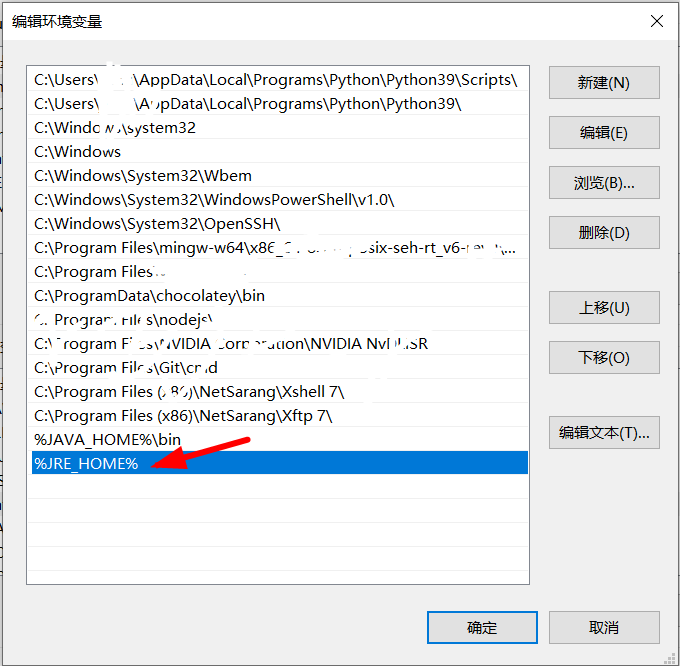 编辑环境变量
C:\Users\ \AppData\Local\Programs\Python\Python39\Scripts\
C:\Users\ \AppData\Local\Programs\Python\Python39\
C:\Windows\system32
C:\Windows
C:\Windows\System32\Wbem
C:\Windows\System32\WindowsPowerShell\v1.0\
C:\Windows\System32\OpenSSH\
C:\Program Files\mingw-w64\x86_ posix-seh-rt_v6-rev \...
C:\Program Files
C:\ProgramData\chocolatey\bin
C:\Program Files\nodejs\
C:\Program Files\NVIDIA Corporation\NVIDIA NvDLISR
C:\Program Files\Git\cmd
C:\Program Files (x86)\NetSarang\Xshell 7\
C:\Program Files (x86)\NetSarang\Xftp 7\
%JAVA_HOME%\bin
%JRE_HOME%
新建(N)
编辑(E)
浏览(B)...
删除(D)
上移(U)
下移(O)
编辑文本(T)...
确定
取消